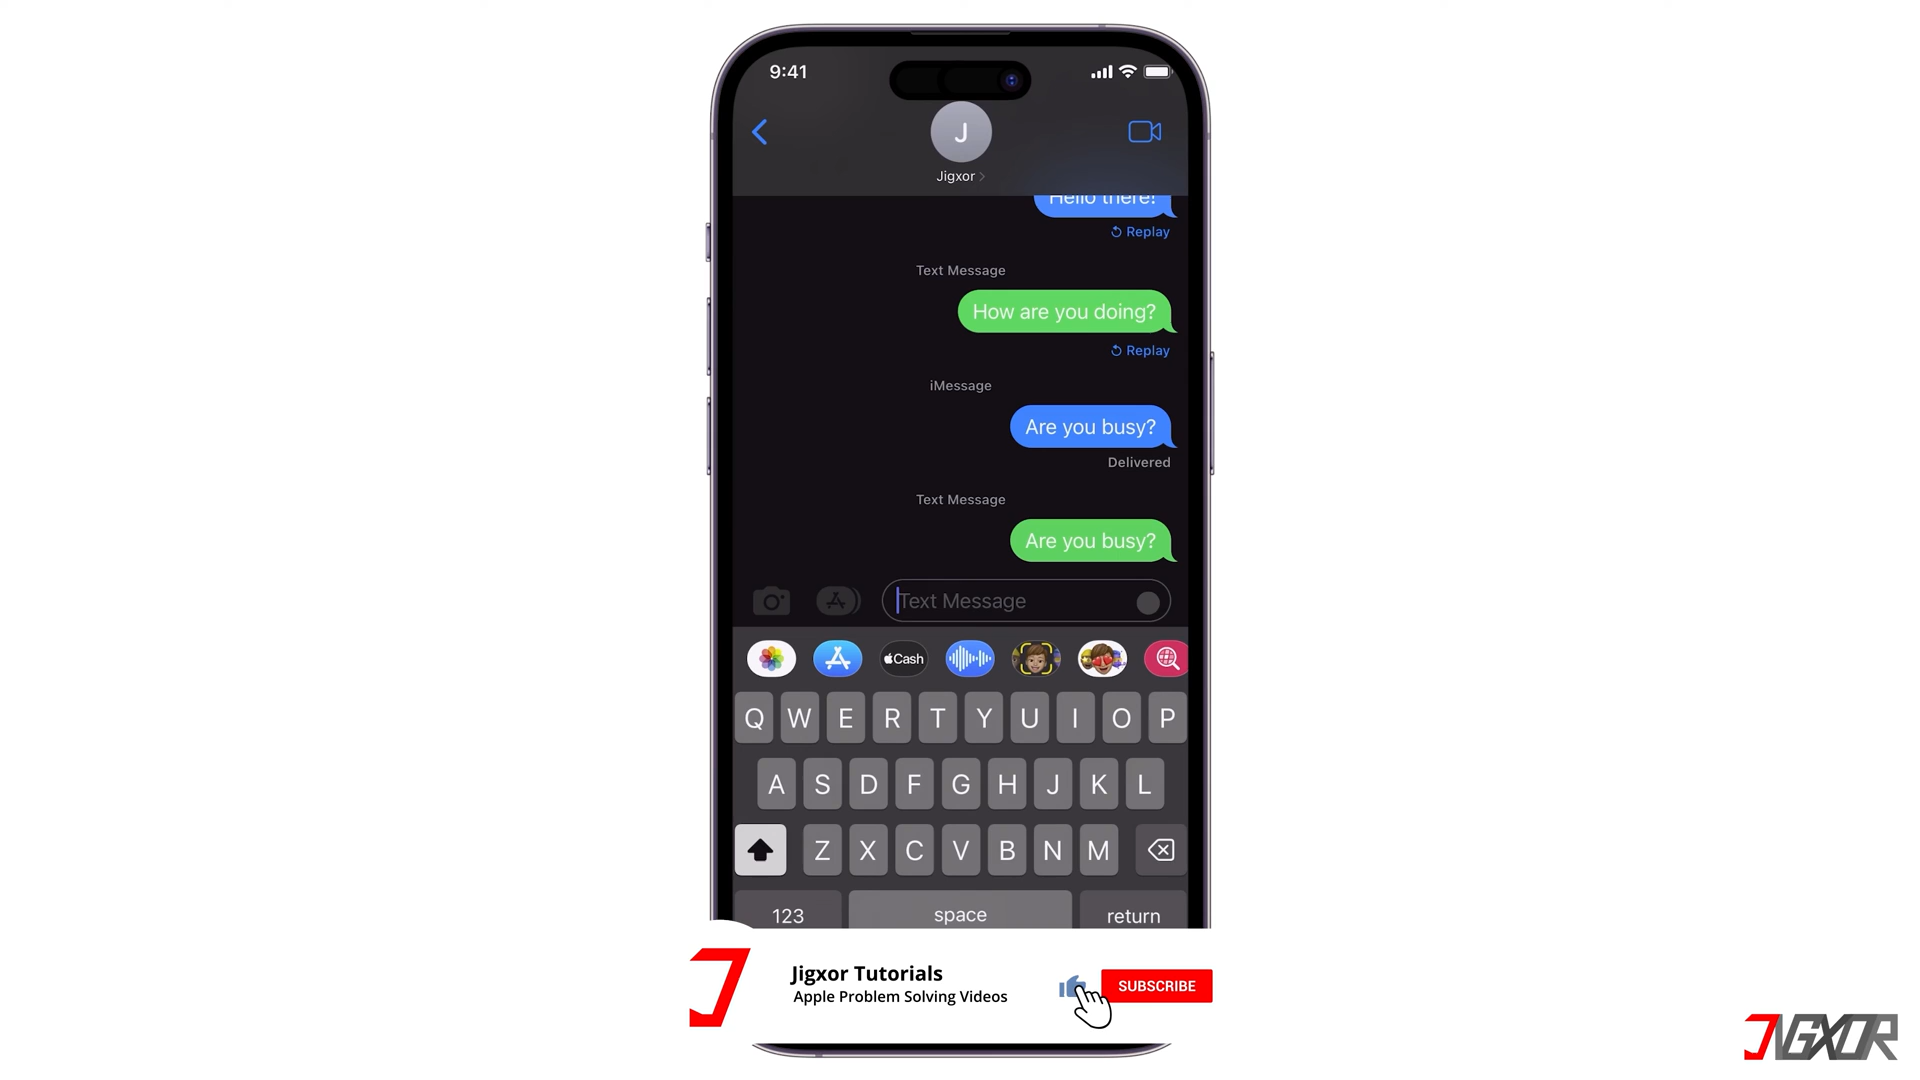 9:41
J
Jigxor
Hello there!
Replay
Text Message
How are you doing?
Replay
iMessage
Are you busy?
Delivered
Text Message
Are you busy?
Text Message
Cash
Q W E R T Y U I O P
A S D F G H J K L
Z X C V B N M
123 space return
J
Jigxor Tutorials
Apple Problem Solving Videos
SUBSCRIBE
JIGXOR